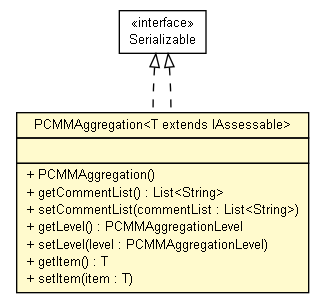 «interface»
Serializable
PCMMAggregation<T extends IAssessable>
+ PCMMAggregation()
+ getCommentList() : List<String>
+ setCommentList(commentList : List<String>)
+ getLevel() : PCMMAggregationLevel
+ setLevel(level : PCMMAggregationLevel)
+ getItem() : T
+ setItem(item : T)